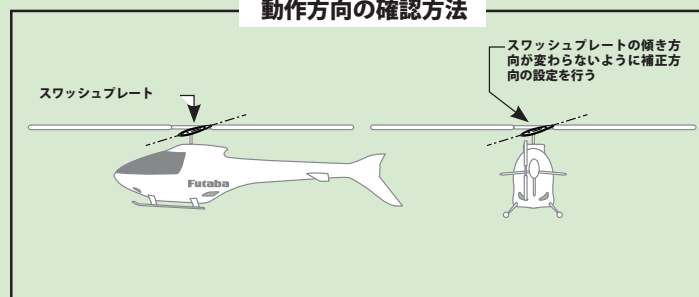 動作方向の確認方法
スワッシュプレートの傾き方
向が変わらないように補正方
向の設定を行う
スワッシュプレート
Futaba